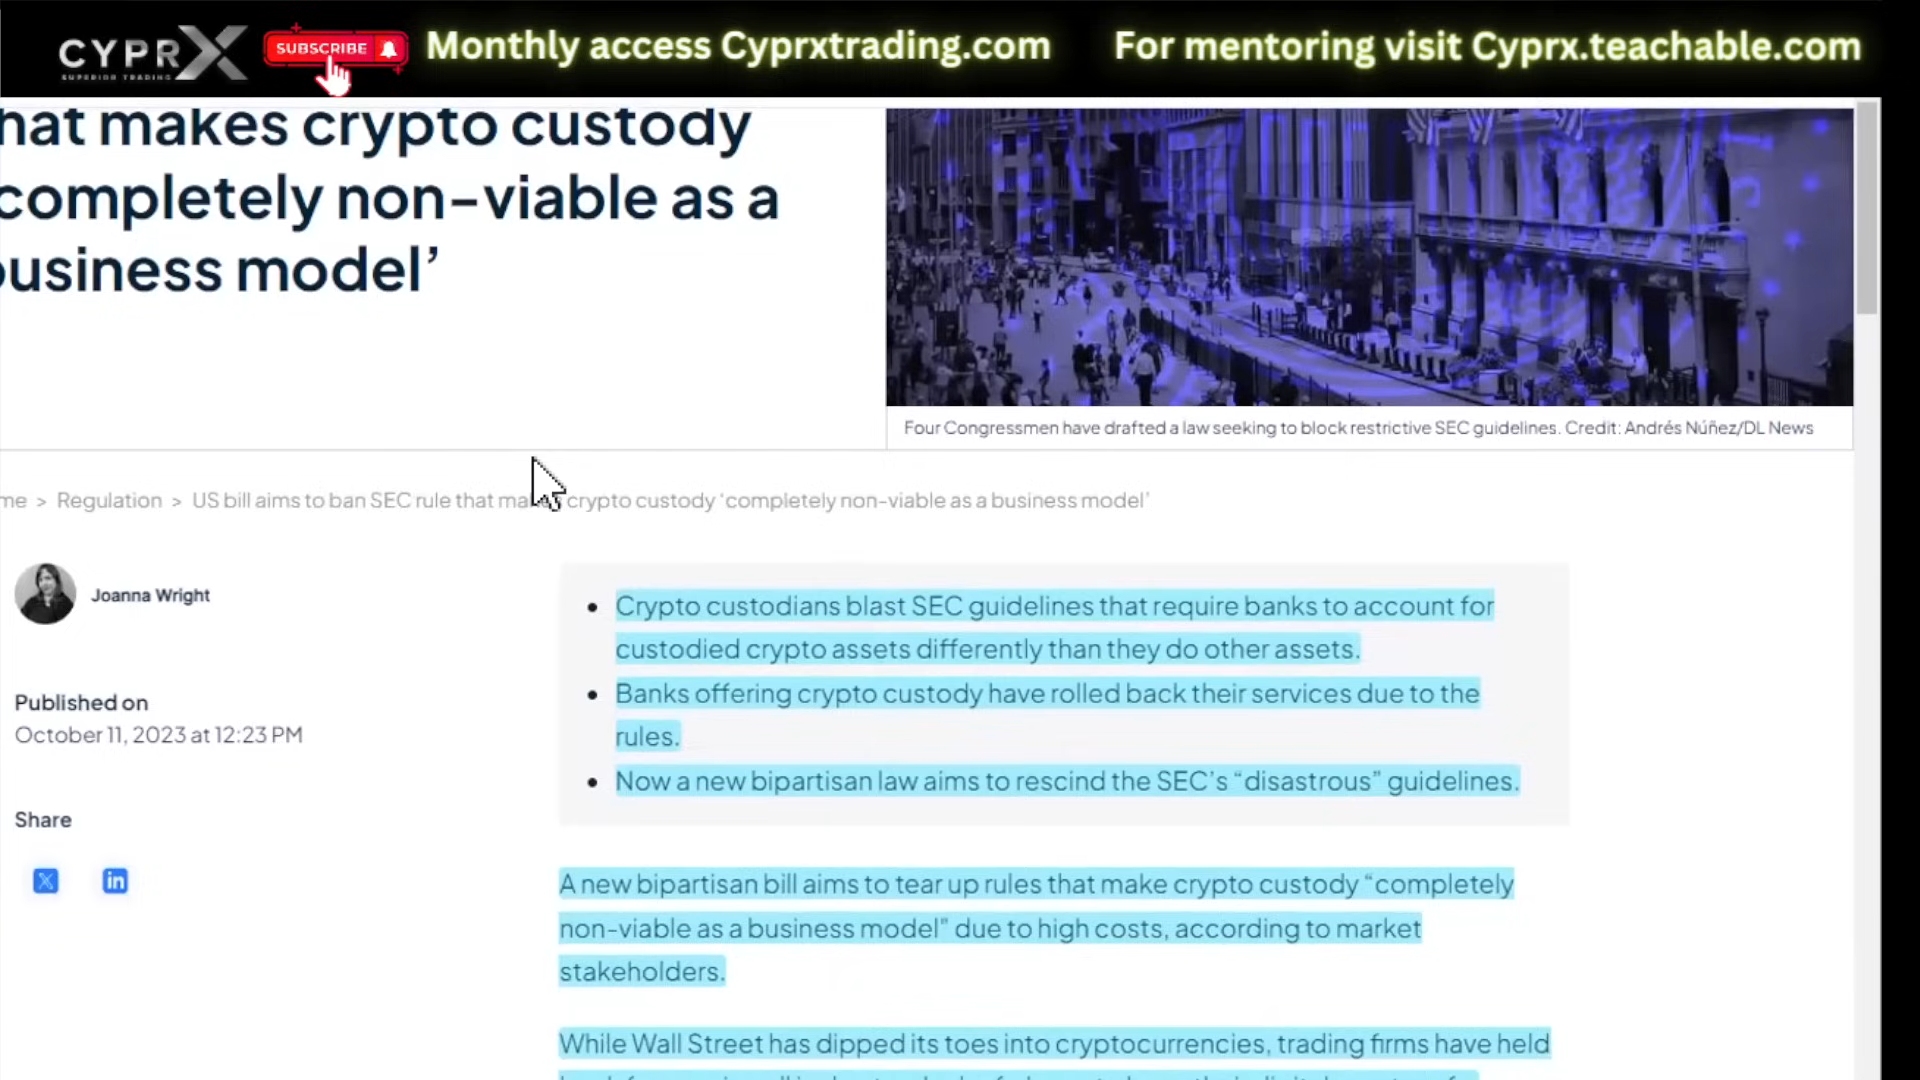 CYPRX
SUPERIOR TRADING
SUBSCRIBE
Monthly access Cyprxtrading.com
For mentoring visit Cyprx.teachable.com
hat makes crypto custody
completely non-viable as a
business model’
Four Congressmen have drafted a law seeking to block restrictive SEC guidelines. Credit: Andrés Núñez/DL News
me > Regulation > US bill aims to ban SEC rule that makes crypto custody ‘completely non-viable as a business model’
Joanna Wright
Published on
October 11, 2023 at 12:23 PM
Share
• Crypto custodians blast SEC guidelines that require banks to account for
custodied crypto assets differently than they do other assets.
• Banks offering crypto custody have rolled back their services due to the
rules.
• Now a new bipartisan law aims to rescind the SEC’s “disastrous” guidelines.
A new bipartisan bill aims to tear up rules that make crypto custody “completely
non-viable as a business model” due to high costs, according to market
stakeholders.
While Wall Street has dipped its toes into cryptocurrencies, trading firms have held